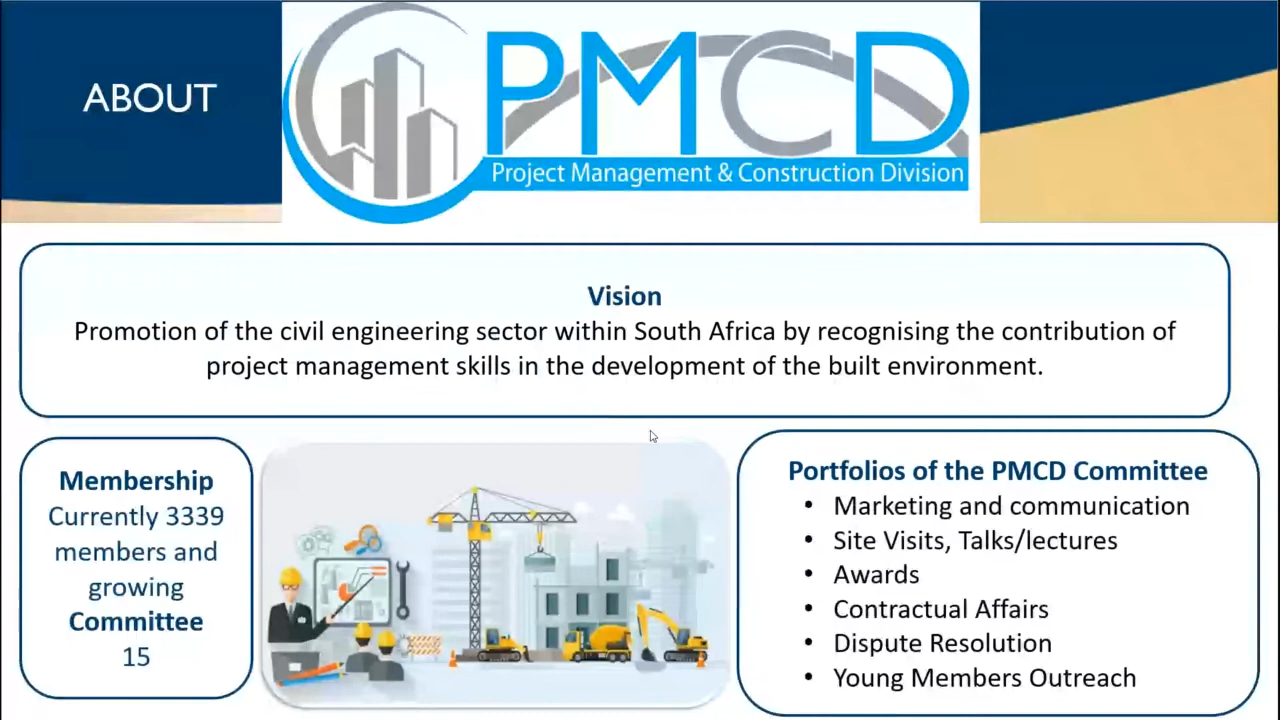 ABOUT
PMCD
Project Management & Construction Division
Vision
Promotion of the civil engineering sector within South Africa by recognising the contribution of
project management skills in the development of the built environment.
Membership
Currently 3339
members and
growing
Committee
15
Portfolios of the PMCD Committee
• Marketing and communication
• Site Visits, Talks/lectures
• Awards
• Contractual Affairs
• Dispute Resolution
• Young Members Outreach